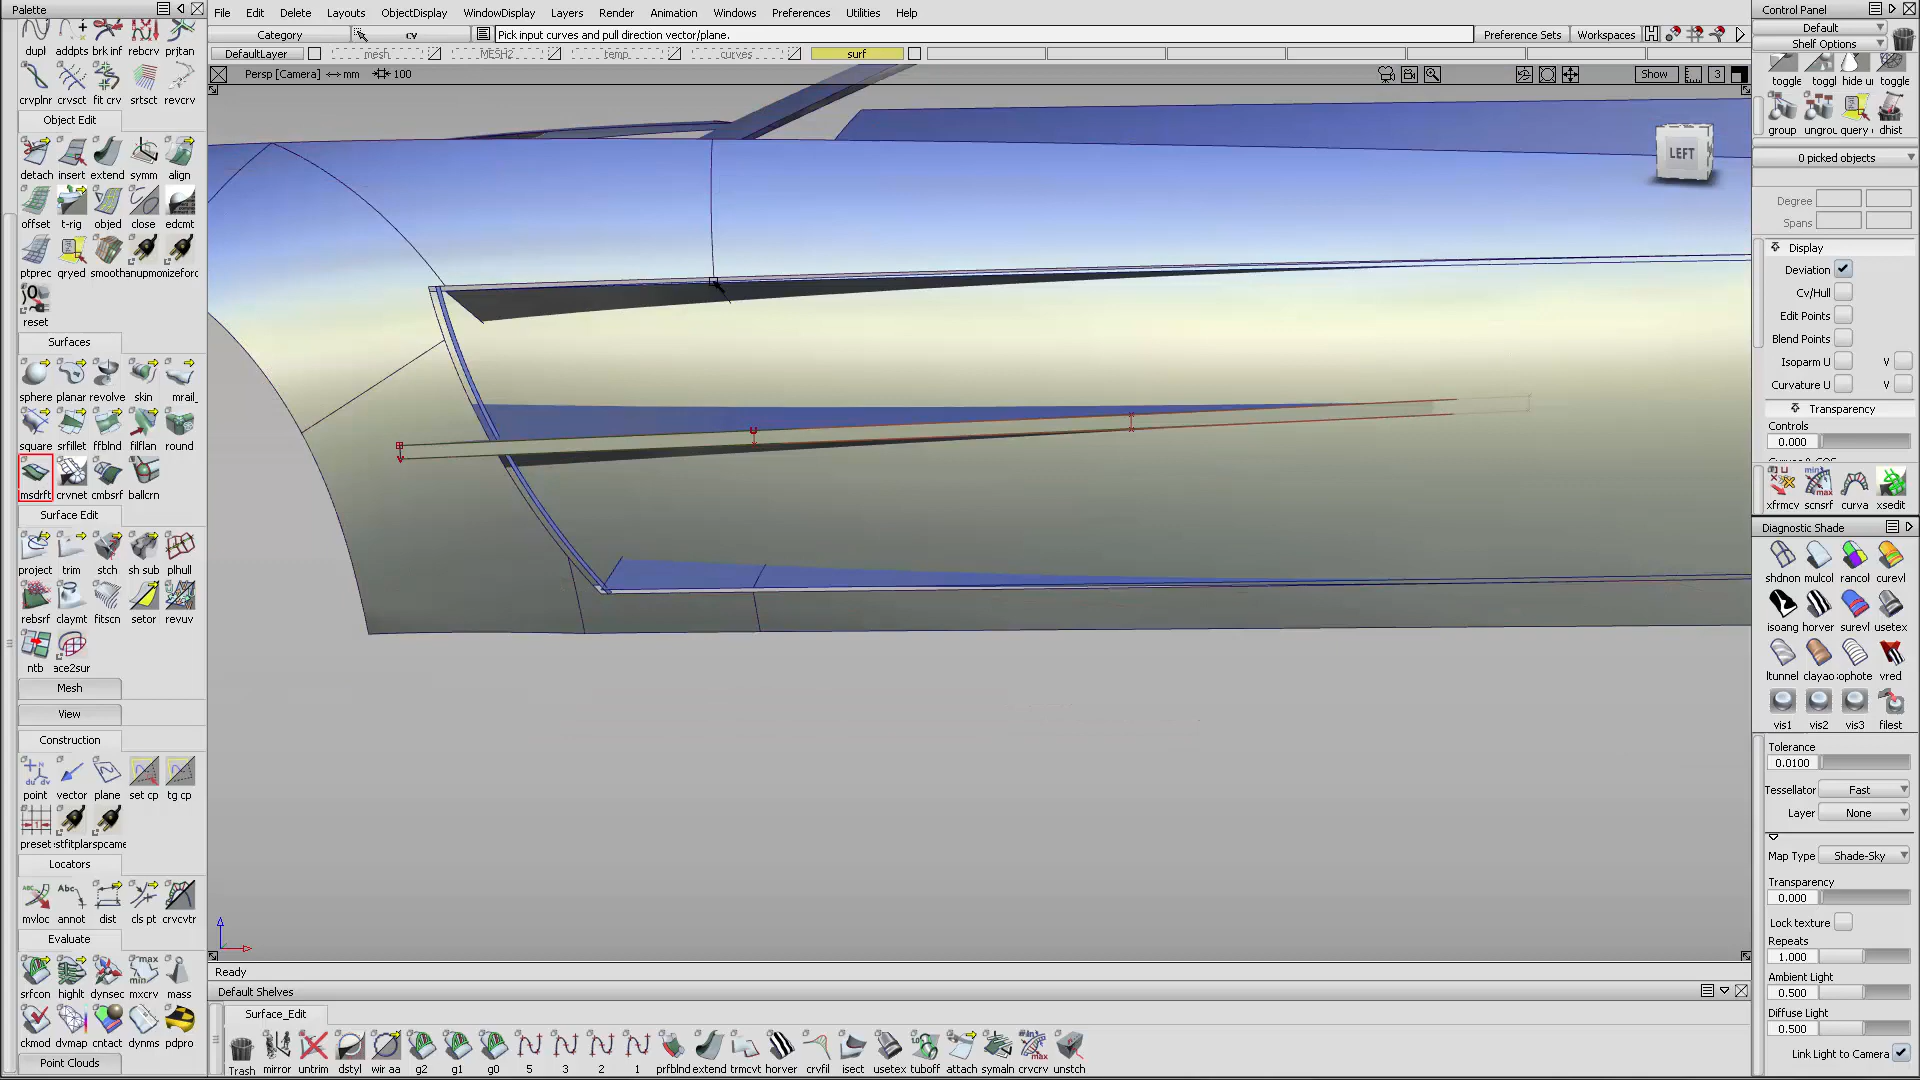 Palette
File Edit Delete Layouts ObjectDisplay WindowDisplay Layers Render Animation Windows Preferences Utilities Help
Control Panel
Category
cv
Pick input curves and pull direction vector/plane.
Preference Sets
Workspaces
Default
Shelf Options
DefaultLayer
mesh
MESH2
temp
curves
surf
Persp [Camera] mm 100
Show
3
LEFT
dupl addpts brk inf rebcrv prjtan
crvplnr crvsct fit crv srtsct revcrv
Object Edit
detach insert extend symm align
offset t-rig objed close edcmt
ptprec qryed smooth
reset
Surfaces
sphere planar revolve skin mrail_
square srfillet ffblnd filflan round
msdrft crvnet cmbsrf ballcrn
Surface Edit
project trim stch sh sub plhull
rebsrf claymt fitscn setor revuv
ntb ace2sur
Mesh
View
Construction
point vector plane set cp tg cp
preset stfitplar spcame
Locators
mvloc annot dist cls pt crvcvtr
Evaluate
srfcon highlt dynsec mxcrv mass
ckmod dvmap cntact dynms pdpro
Point Clouds
Ready
Default Shelves
Surface_Edit
Trash mirror untrim dstyl wir aa g2 g1 g0 5 3 2 1 prfblnd extend trmcvt horver crvfil isect usetex tuboff attach symaln crvcrv unstch
toggle toggl hide ur toggle
group ungrou query dhist
0 picked objects
Degree
Spans
Display
Deviation
Cv/Hull
Edit Points
Blend Points
Isoparm U V
Curvature U V
Transparency
Controls
0.000
xfrmcv scnsrf curva xsedit
Diagnostic Shade
shdnon mulcol rancol curevl
isoang horver surevl usetex
ltunnel clayao sophote vred
vis1 vis2 vis3 filest
Tolerance
0.0100
Tessellator Fast
Layer None
Map Type Shade-Sky
Transparency
0.000
Lock texture
Repeats
1.000
Ambient Light
0.500
Diffuse Light
0.500
Link Light to Camera